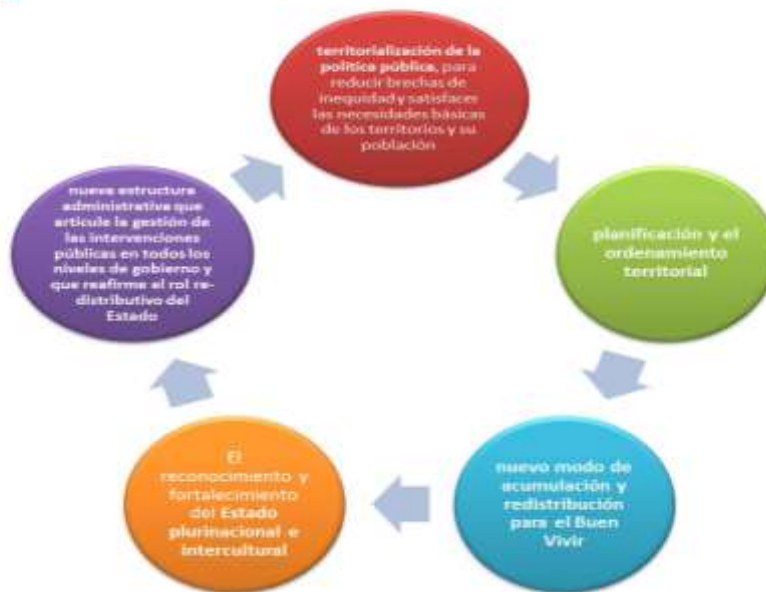 territorialización de la
política pública, para
reducir brechas de
inequidad y satisfacer
las necesidades básicas
de los territorios y su
población
planificación y el
ordenamiento
territorial
nuevo modo de
acumulación y
redistribución
para el Buen
Vivir
El
reconocimiento y
fortalecimiento
del Estado
plurinacional e
intercultural
nueva estructura
administrativa que
articule la gestión de
las intervenciones
públicas en todos los
niveles de gobierno y
que reafirme el rol re-
distributivo del
Estado